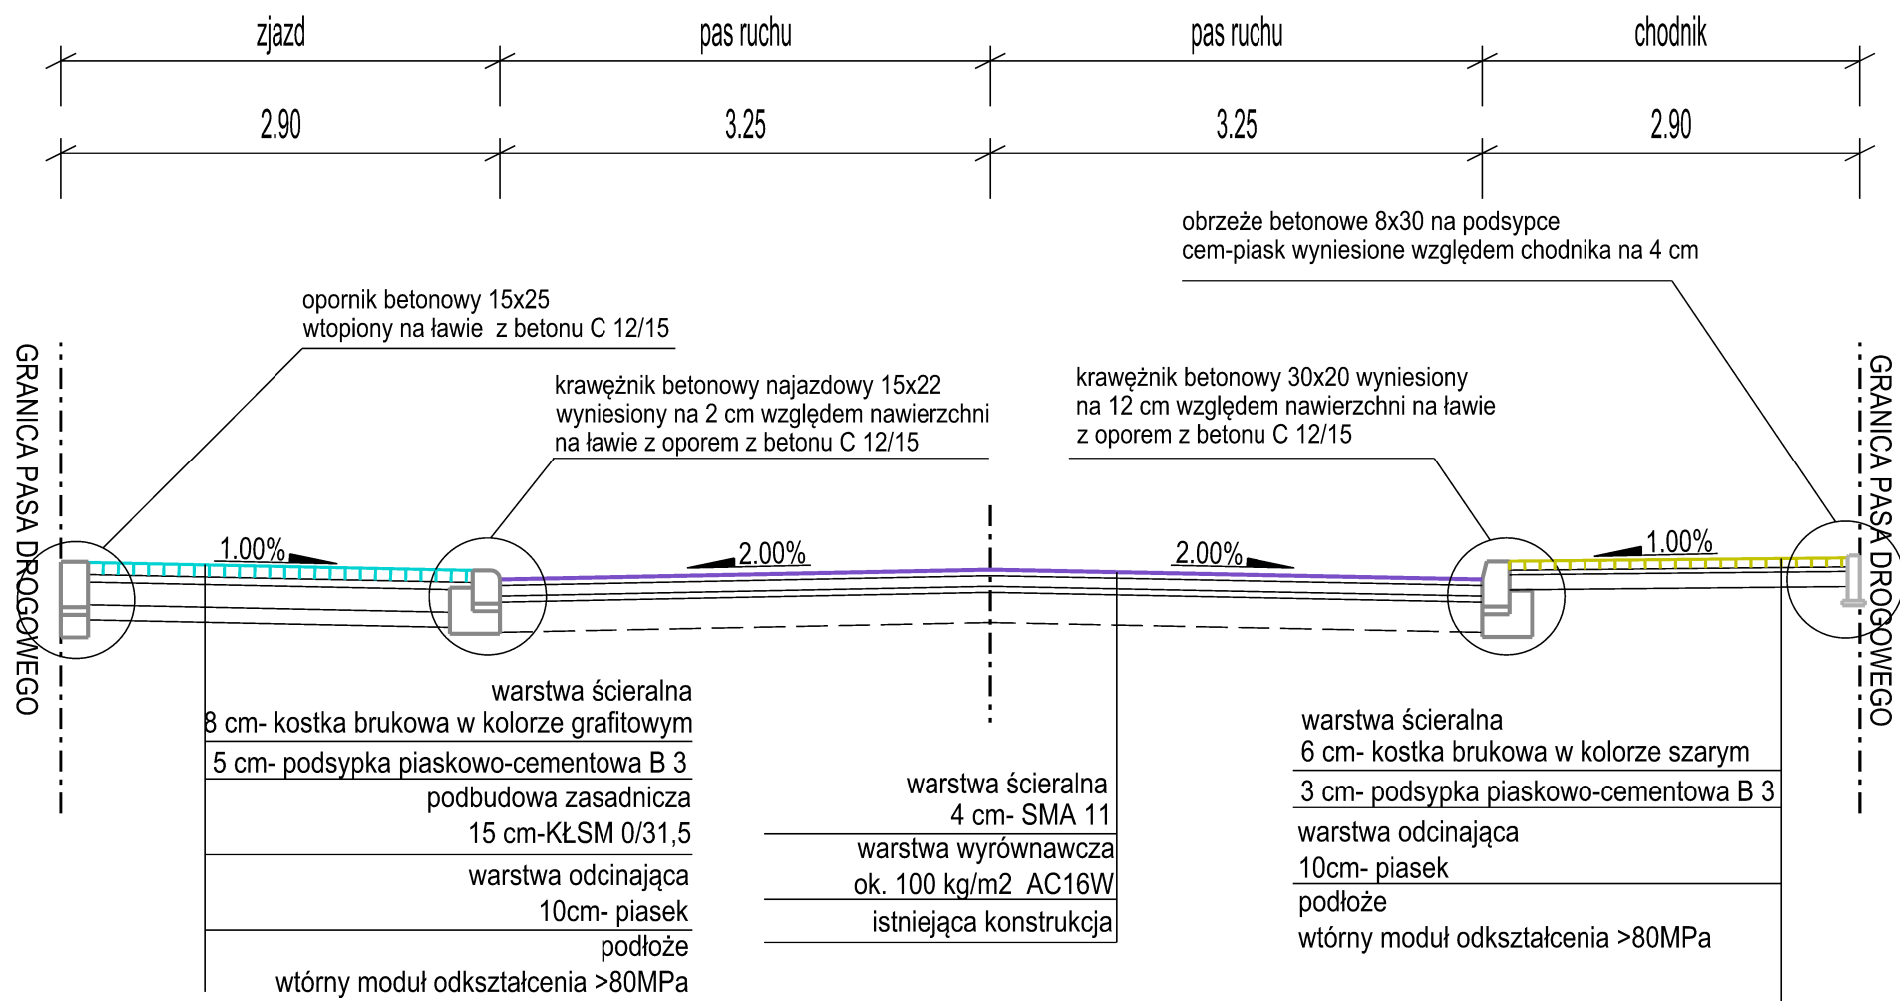 zjazd
pas ruchu
pas ruchu
chodnik
2.90
3.25
3.25
2.90
obrzeże betonowe 8x30 na podsypce
cem-piask wyniesione względem chodnika na 4 cm
opornik betonowy 15x25
wtopiony na ławie z betonu C 12/15
krawężnik betonowy najazdowy 15x22
wyniesiony na 2 cm względem nawierzchni
na ławie z oporem z betonu C 12/15
krawężnik betonowy 30x20 wyniesiony
na 12 cm względem nawierzchni na ławie
z oporem z betonu C 12/15
GRANICA PASA DROGOWEGO
GRANICA PASA DROGOWEGO
1.00%
2.00%
2.00%
1.00%
warstwa ścieralna
8 cm- kostka brukowa w kolorze grafitowym
5 cm- podsypka piaskowo-cementowa B 3
podbudowa zasadnicza
15 cm-KŁSM 0/31,5
warstwa odcinająca
10cm- piasek
podłoże
wtórny moduł odkształcenia >80MPa
warstwa ścieralna
4 cm- SMA 11
warstwa wyrównawcza
ok. 100 kg/m2 AC16W
istniejąca konstrukcja
warstwa ścieralna
6 cm- kostka brukowa w kolorze szarym
3 cm- podsypka piaskowo-cementowa B 3
warstwa odcinająca
10cm- piasek
podłoże
wtórny moduł odkształcenia >80MPa